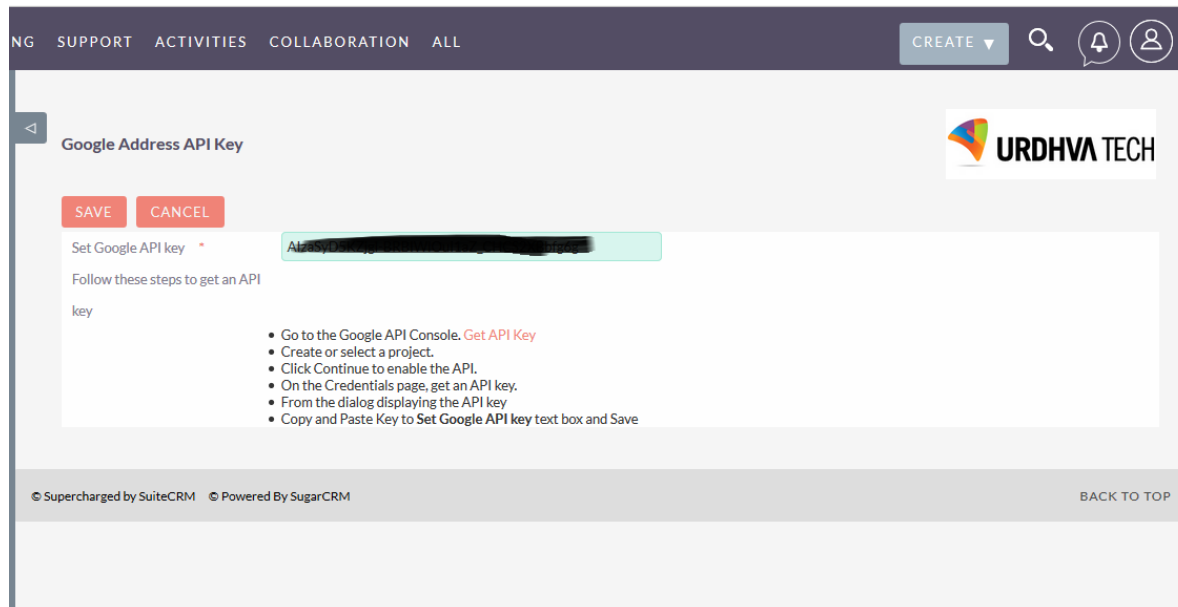 NG SUPPORT ACTIVITIES COLLABORATION ALL CREATE ▼
Google Address API Key
URDHVA TECH
SAVE CANCEL
Set Google API key *
Follow these steps to get an API
key
• Go to the Google API Console. Get API Key
• Create or select a project.
• Click Continue to enable the API.
• On the Credentials page, get an API key.
• From the dialog displaying the API key
• Copy and Paste Key to Set Google API key text box and Save
© Supercharged by SuiteCRM © Powered By SugarCRM BACK TO TOP